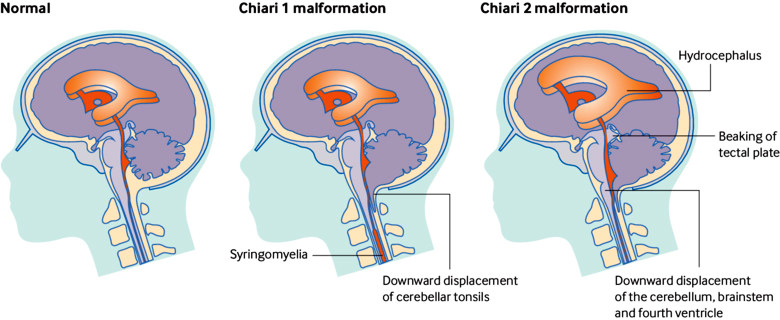 Normal
Chiari 1 malformation
Chiari 2 malformation
Hydrocephalus
Beaking of
tectal plate
Syringomyelia
Downward displacement
of cerebellar tonsils
Downward displacement
of the cerebellum, brainstem
and fourth ventricle